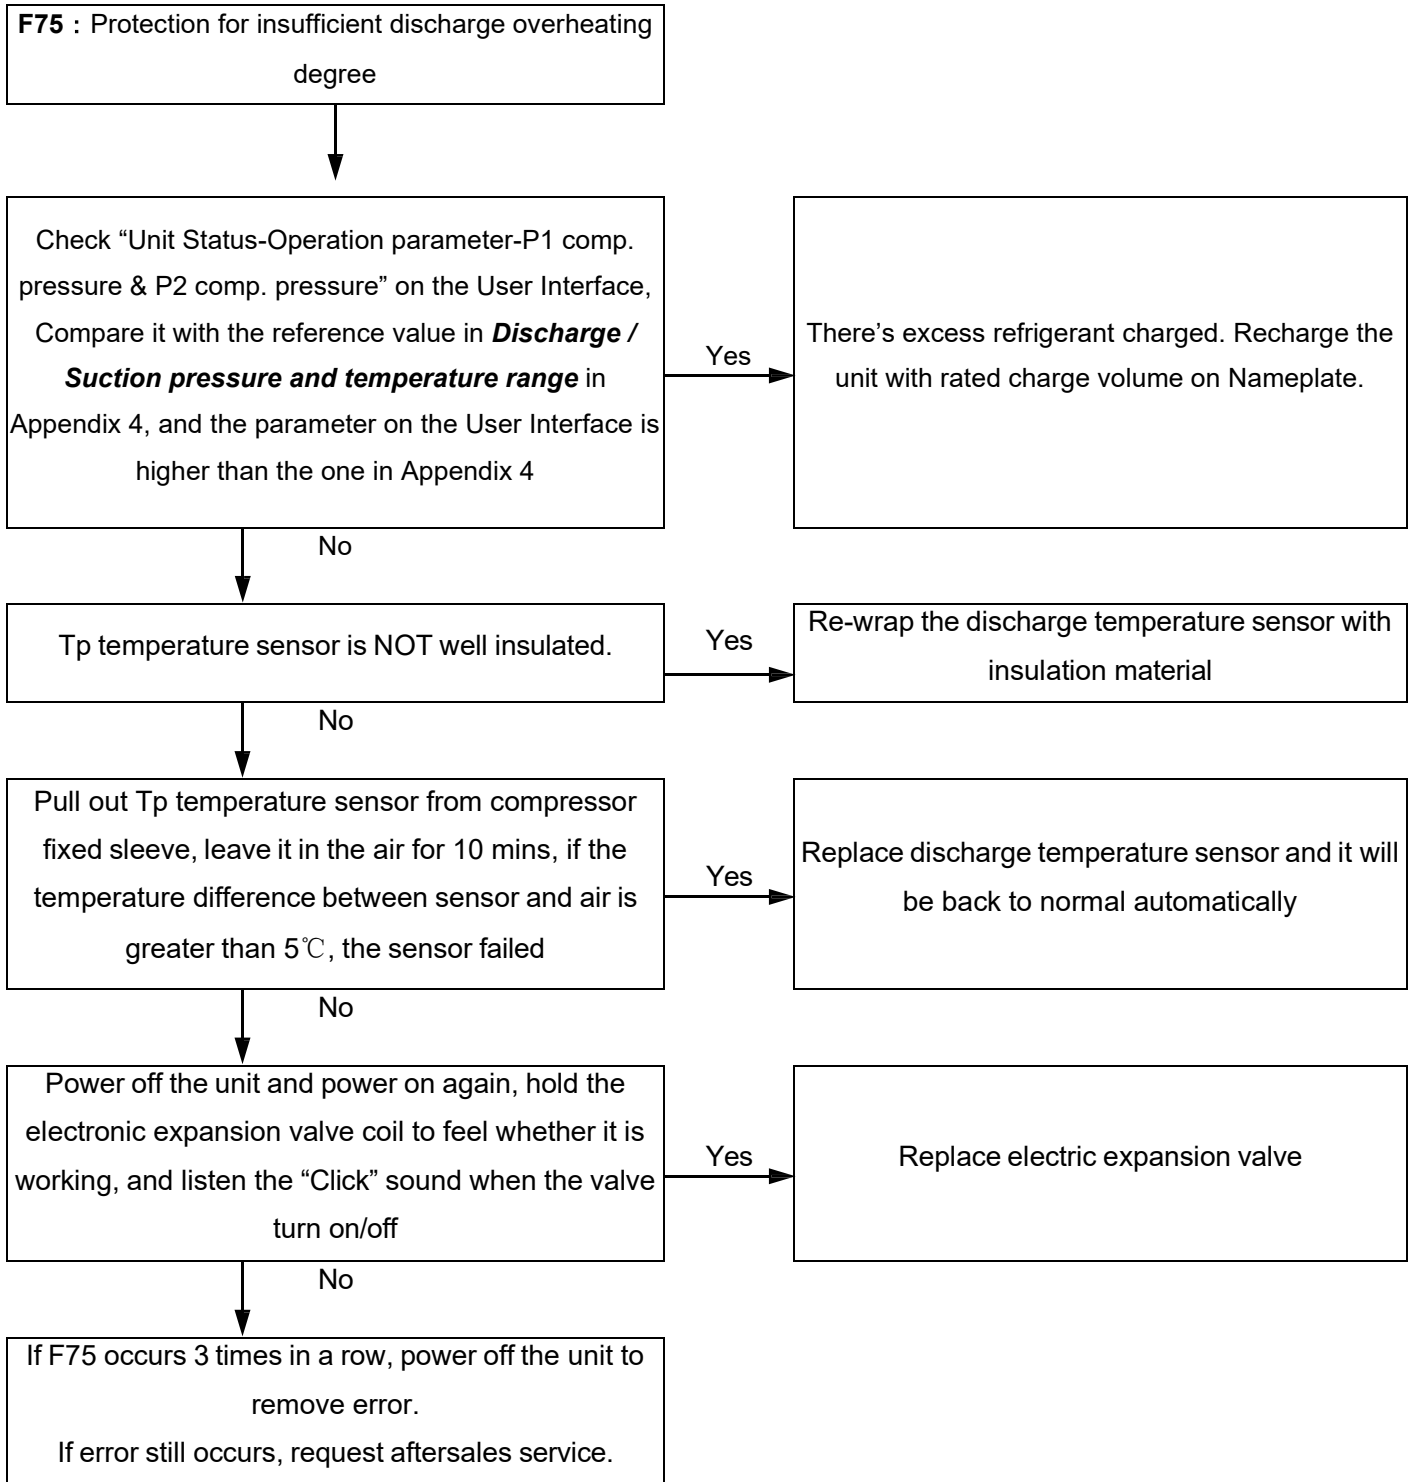 F75：Protection for insufficient discharge overheating
degree
Check “Unit Status-Operation parameter-P1 comp.
pressure & P2 comp. pressure” on the User Interface,
Compare it with the reference value in Discharge /
Suction pressure and temperature range in
Appendix 4, and the parameter on the User Interface is
higher than the one in Appendix 4
Yes
There’s excess refrigerant charged. Recharge the
unit with rated charge volume on Nameplate.
No
Tp temperature sensor is NOT well insulated.
Yes
Re-wrap the discharge temperature sensor with
insulation material
No
Pull out Tp temperature sensor from compressor
fixed sleeve, leave it in the air for 10 mins, if the
temperature difference between sensor and air is
greater than 5℃, the sensor failed
Yes
Replace discharge temperature sensor and it will
be back to normal automatically
No
Power off the unit and power on again, hold the
electronic expansion valve coil to feel whether it is
working, and listen the “Click” sound when the valve
turn on/off
Yes
Replace electric expansion valve
No
If F75 occurs 3 times in a row, power off the unit to
remove error.
If error still occurs, request aftersales service.